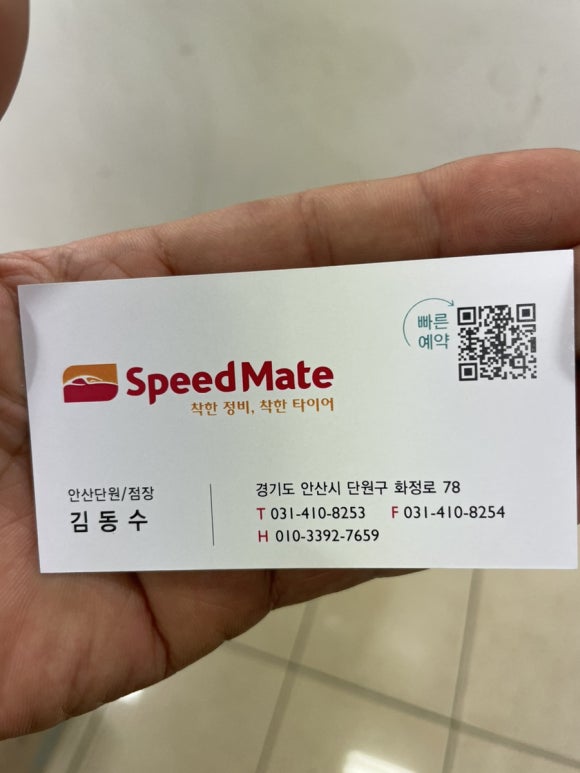 빠른
예약
SpeedMate
착한 정비, 착한 타이어
안산단원/점장
김동수
경기도 안산시 단원구 화정로 78
T 031-410-8253 F 031-410-8254
H 010-3392-7659